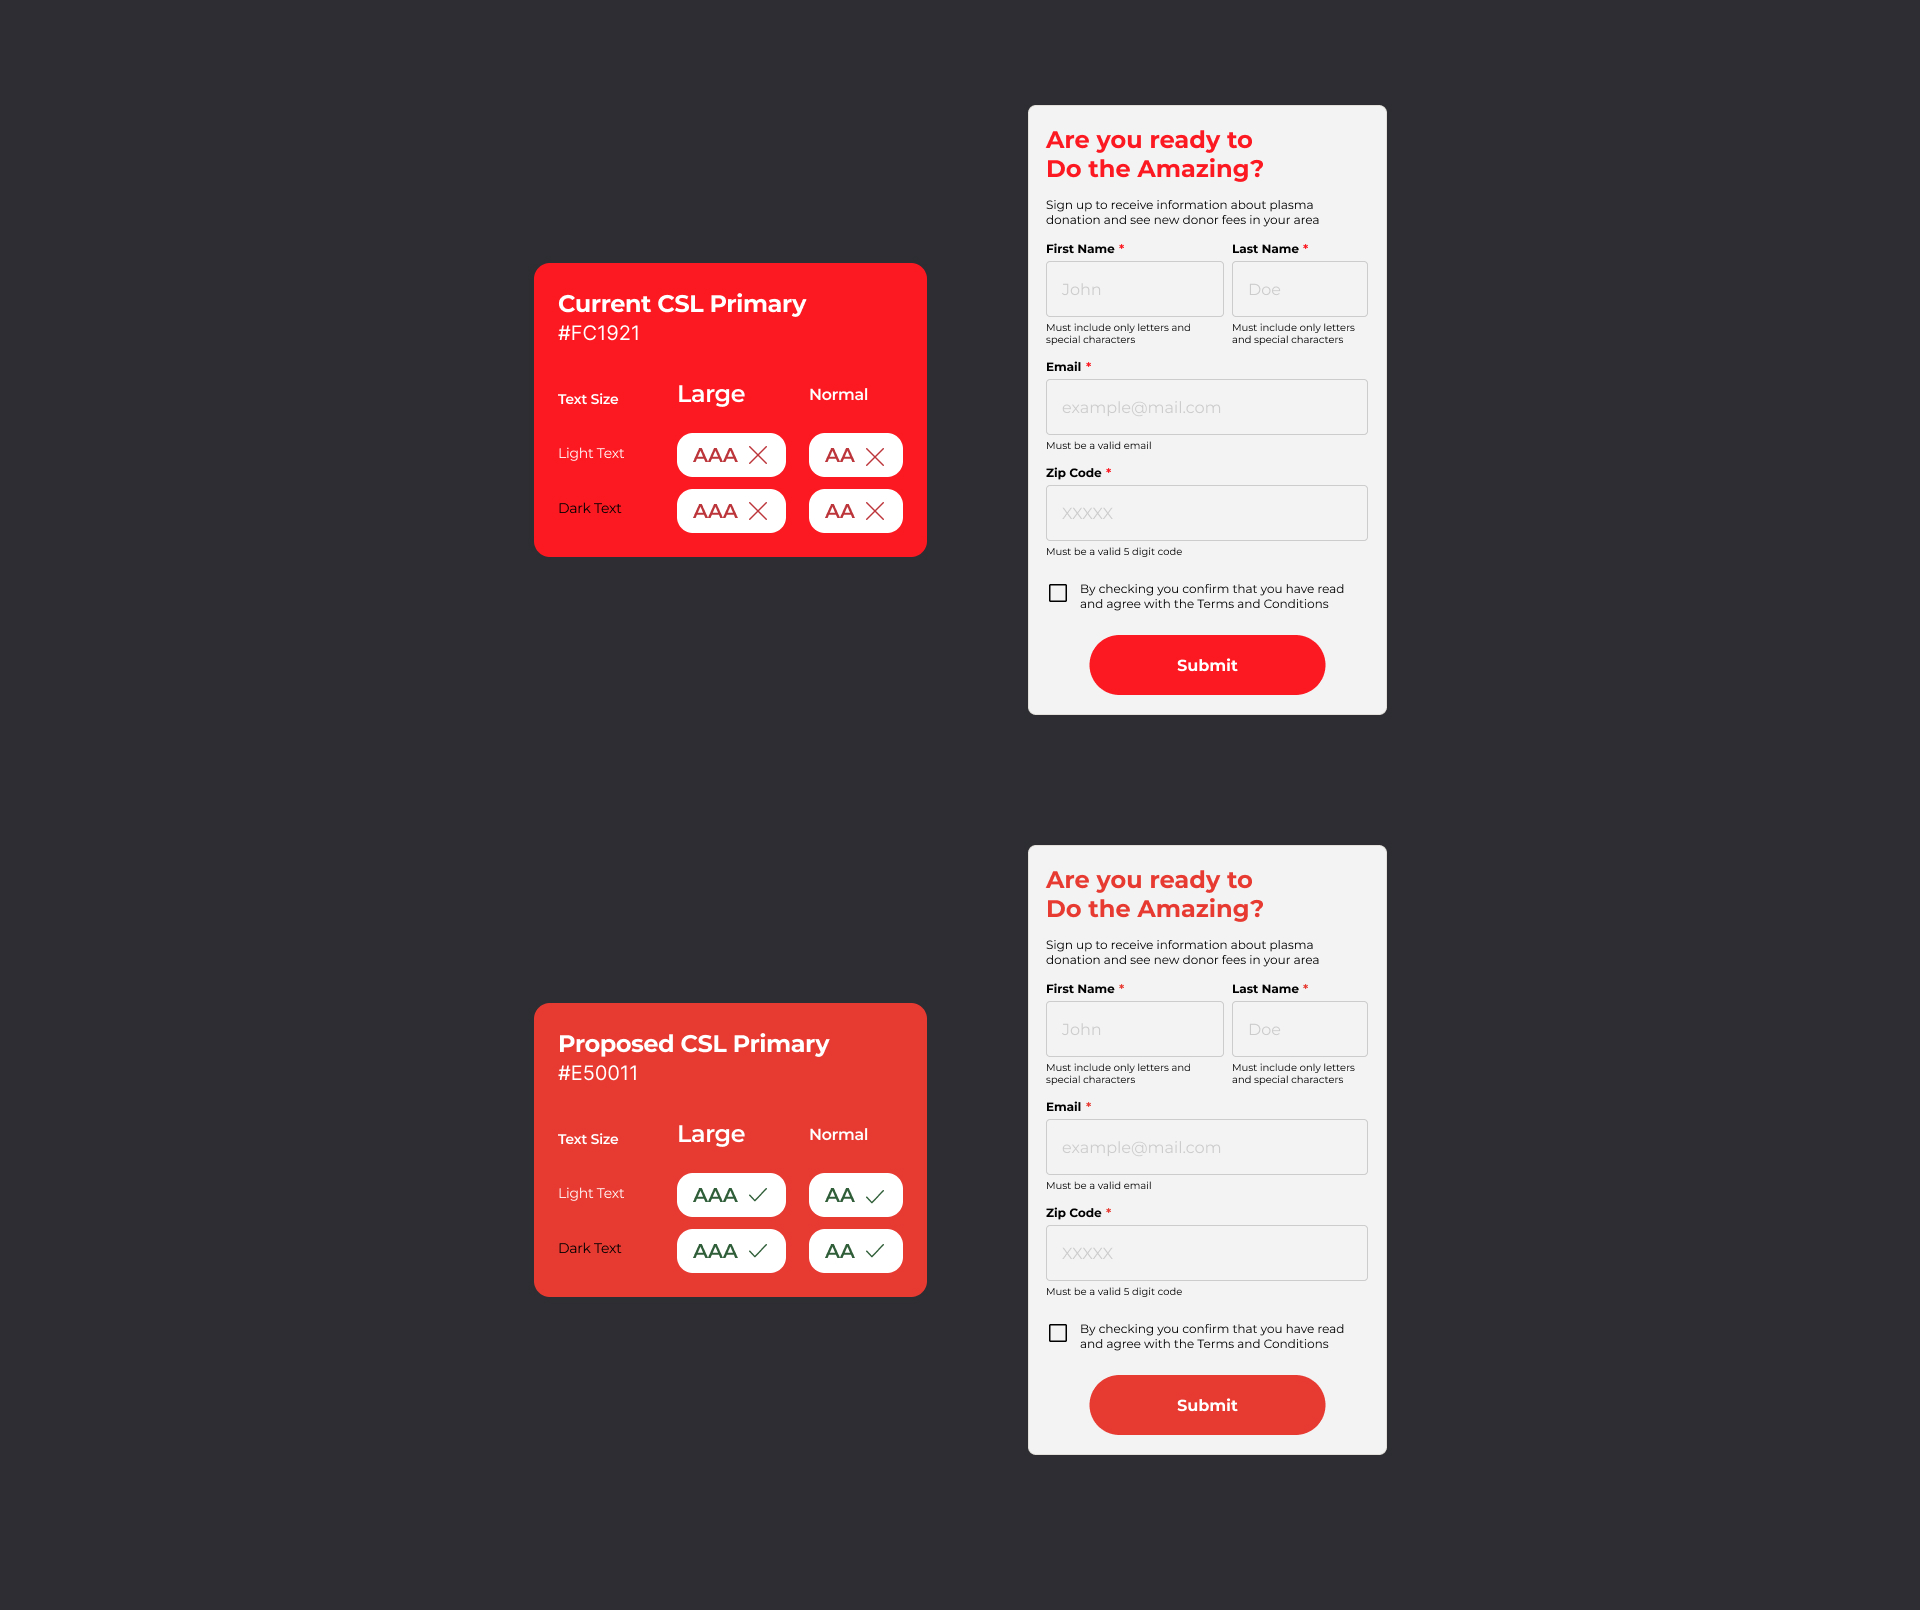 Current CSL Primary
#FC1921
Text Size Large Normal
Light Text AAA AA
Dark Text AAA AA
Are you ready to
Do the Amazing?
Sign up to receive information about plasma
donation and see new donor fees in your area
First Name * Last Name *
John Doe
Must include only letters and
special characters
Must include only letters
and special characters
Email *
example@mail.com
Must be a valid email
Zip Code *
XXXXX
Must be a valid 5 digit code
By checking you confirm that you have read
and agree with the Terms and Conditions
Submit
Proposed CSL Primary
#E50011
Text Size Large Normal
Light Text AAA AA
Dark Text AAA AA
Are you ready to
Do the Amazing?
Sign up to receive information about plasma
donation and see new donor fees in your area
First Name * Last Name *
John Doe
Must include only letters and
special characters
Must include only letters
and special characters
Email *
example@mail.com
Must be a valid email
Zip Code *
XXXXX
Must be a valid 5 digit code
By checking you confirm that you have read
and agree with the Terms and Conditions
Submit